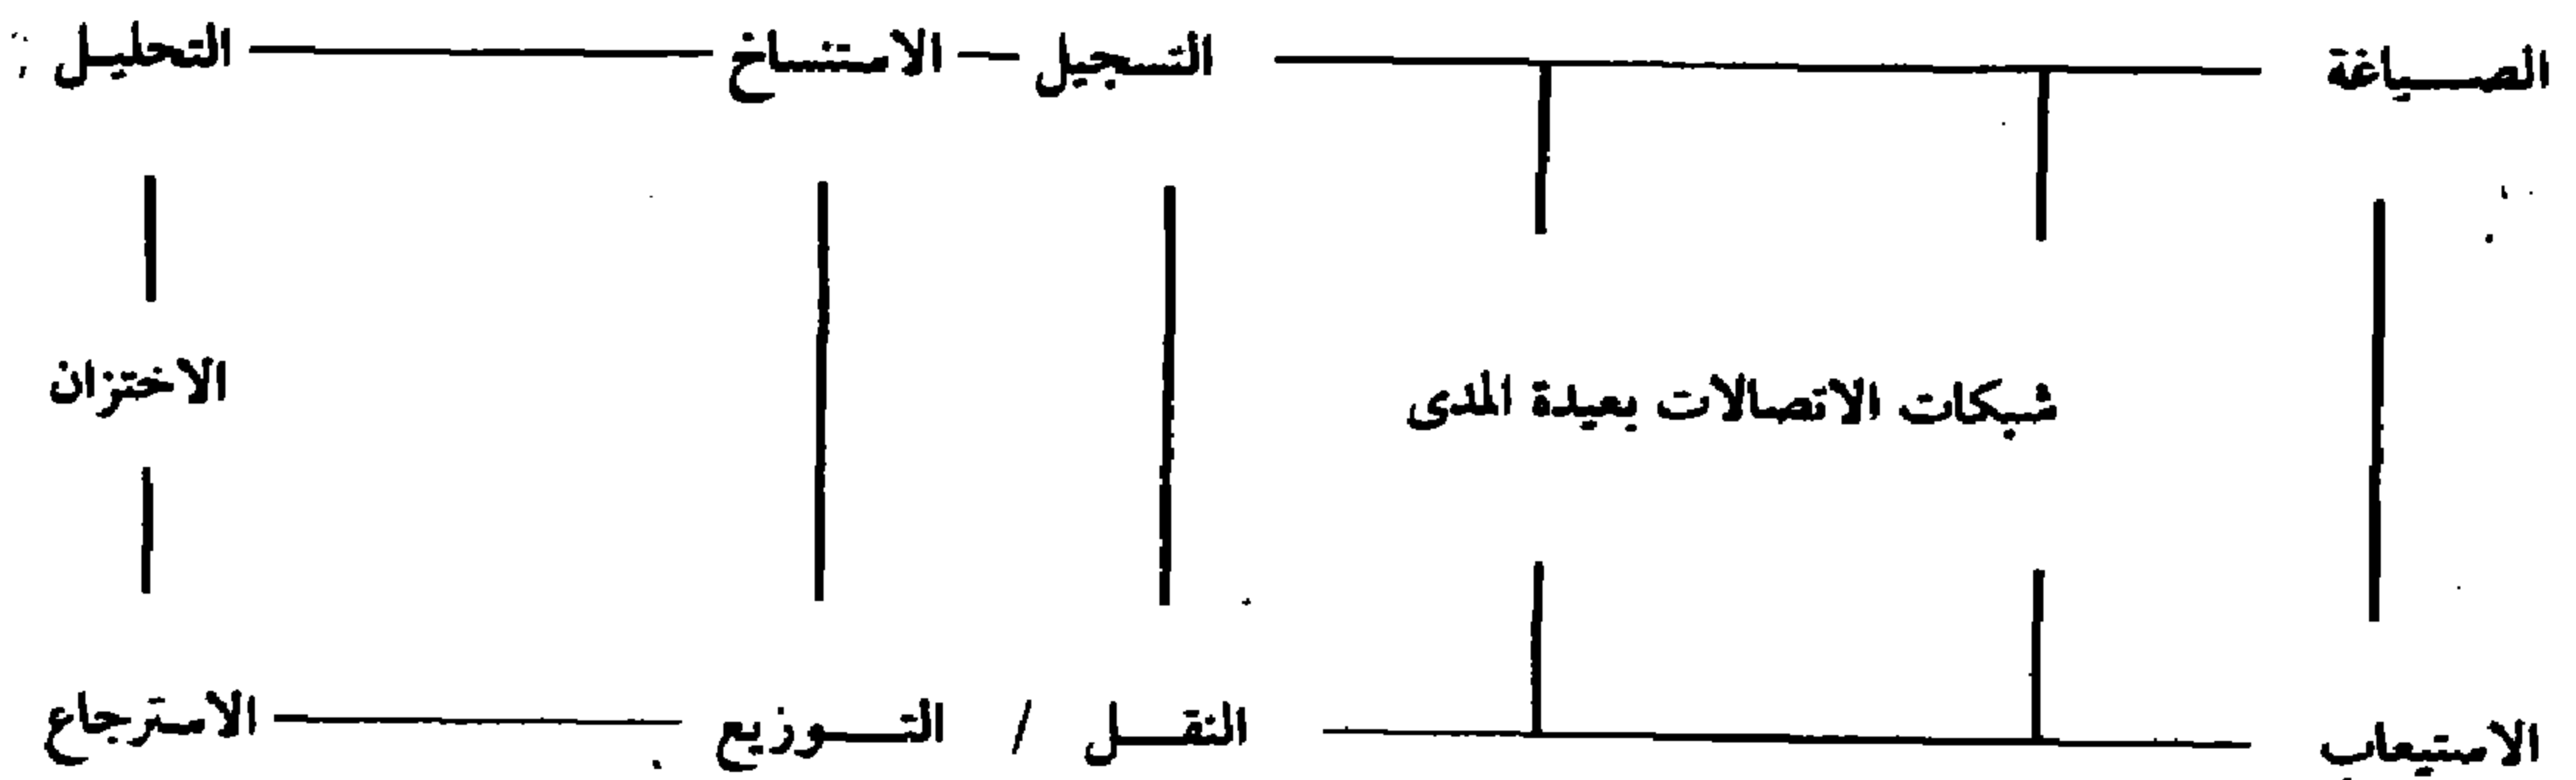 الصياغة التسجيل - الاستنساخ التحليل
شبكات الاتصالات بعيدة المدى الاختزان
الاستيعاب النقل / التوزيع الاسترجاع